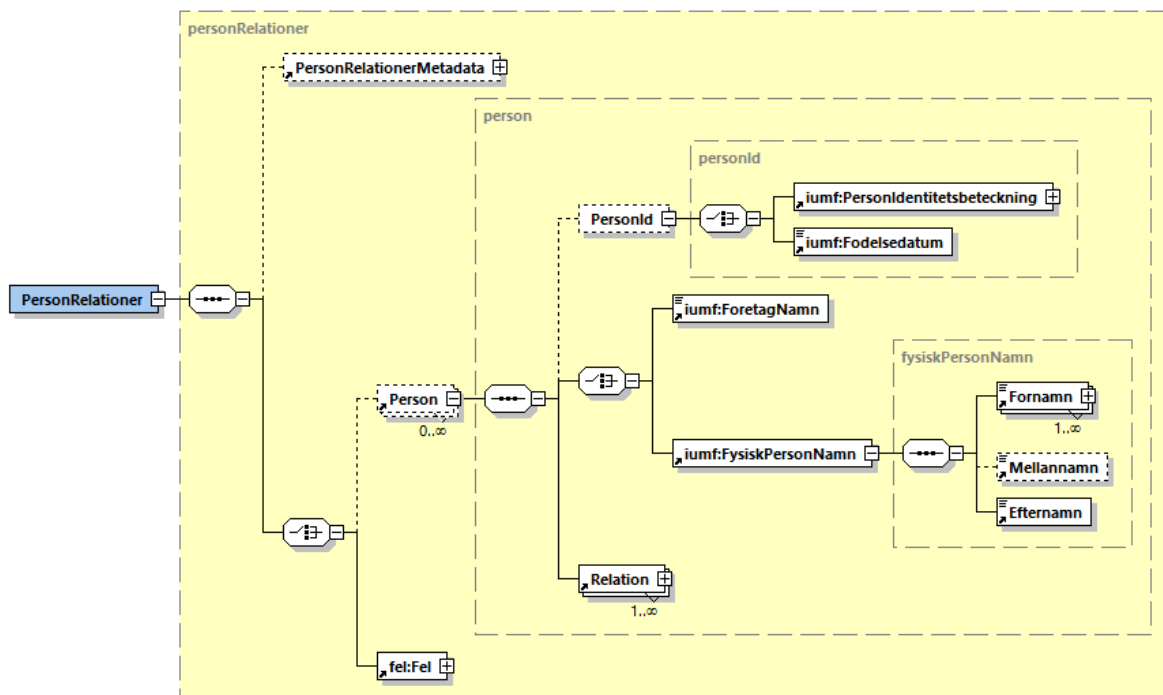 personRelationer
PersonRelationerMetadata
person
personId
iumf:PersonIdentitetsbeteckning
PersonId
iumf:Fodelsedatum
PersonRelationer
iumf:ForetagNamn
fysiskPersonNamn
Fornamn
1..∞
Person
0..∞
iumf:FysiskPersonNamn
Mellannamn
Efternamn
Relation
1..∞
fel:Fel